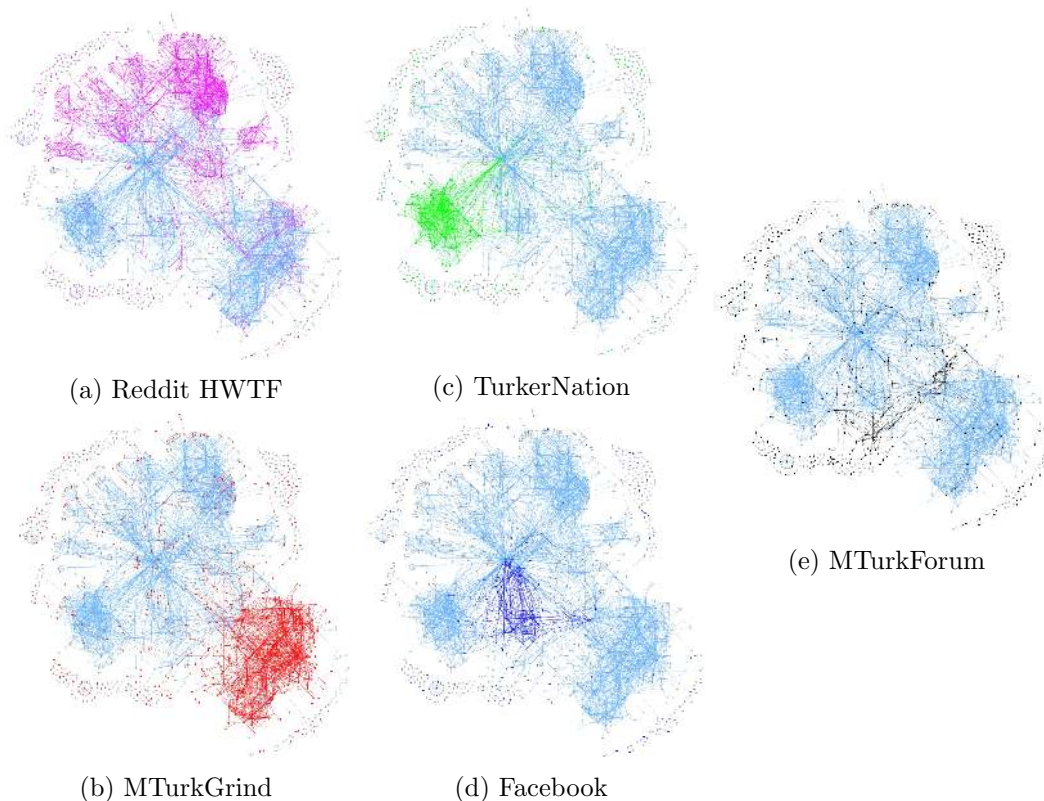 (a) Reddit HWTF
(c) TurkerNation
(e) MTurkForum
(b) MTurkGrind
(d) Facebook